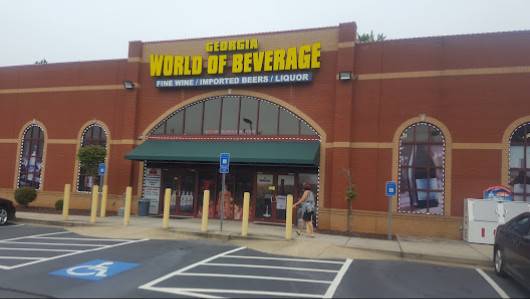 GEORGIA
WORLD OF BEVERAGE
FINE WINE / IMPORTED BEERS / LIQUOR